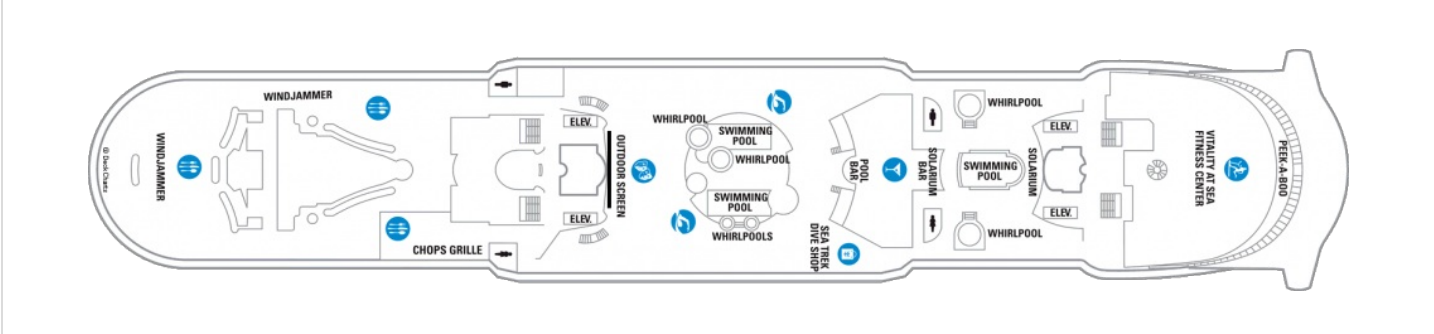 © Deck Chartz
WINDJAMMER
WINDJAMMER
CHOPS GRILLE
ELEV.
ELEV.
OUTDOOR SCREEN
WHIRLPOOL
SWIMMING
POOL
WHIRLPOOL
SWIMMING
POOL
WHIRLPOOLS
POOL
BAR
SEA TREK
DIVE SHOP
SOLARIUM
BAR
WHIRLPOOL
SWIMMING
POOL
WHIRLPOOL
SOLARIUM
ELEV.
ELEV.
VITALITY AT SEA
FITNESS CENTER
PEEK-A-BOO